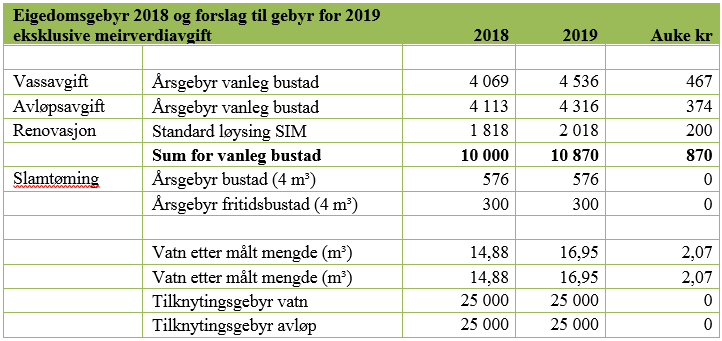 Eigedomsgebyr 2018 og forslag til gebyr for 2019
eksklusive meirverdiavgift 2018 2019 Auke kr
Vassavgift Årsgebyr vanleg bustad 4 069 4 536 467
Avløpsavgift Årsgebyr vanleg bustad 4 113 4 316 374
Renovasjon Standard løysing SIM 1 818 2 018 200
Sum for vanleg bustad 10 000 10 870 870
Slamtøming Årsgebyr bustad (4 m³) 576 576 0
Årsgebyr fritidsbustad (4 m³) 300 300 0
Vatn etter målt mengde (m³) 14,88 16,95 2,07
Vatn etter målt mengde (m³) 14,88 16,95 2,07
Tilknytingsgebyr vatn 25 000 25 000 0
Tilknytingsgebyr avløp 25 000 25 000 0